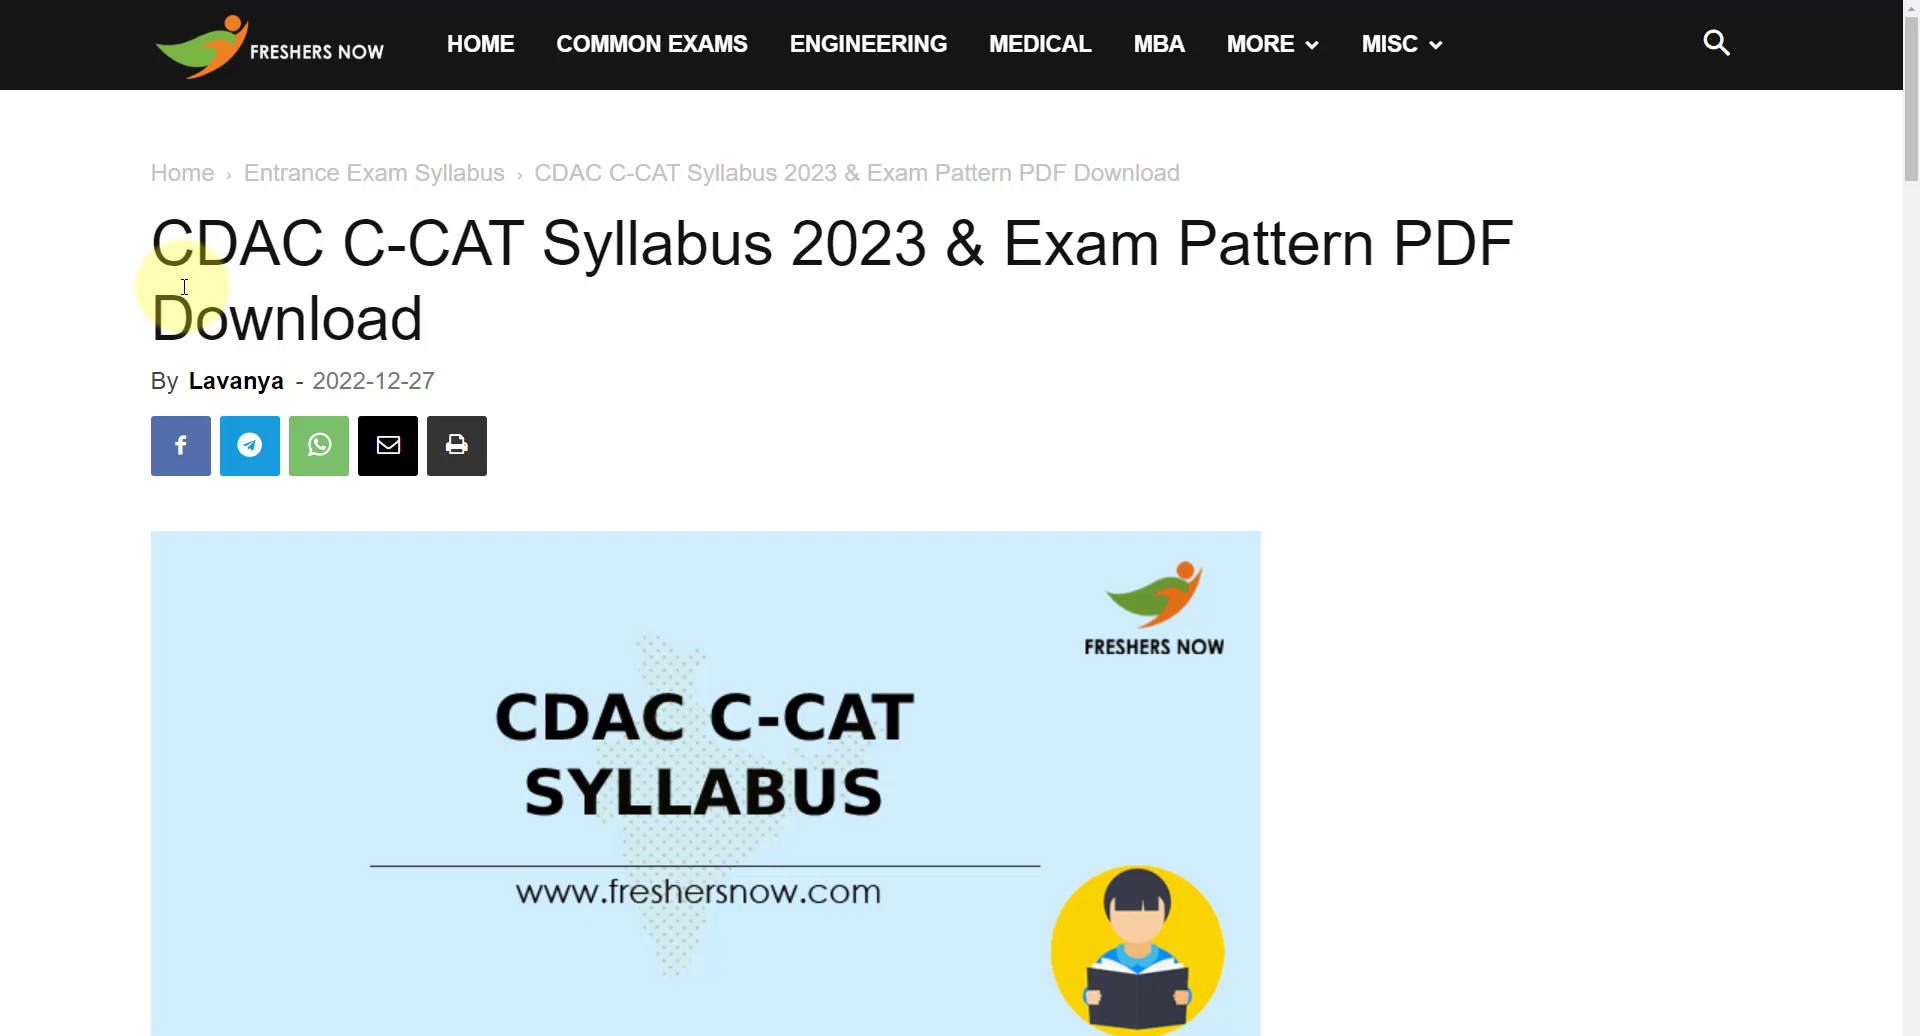 FRESHERS NOW
HOME COMMON EXAMS ENGINEERING MEDICAL MBA MORE MISC
Home › Entrance Exam Syllabus › CDAC C-CAT Syllabus 2023 & Exam Pattern PDF Download
CDAC C-CAT Syllabus 2023 & Exam Pattern PDF
Download
By Lavanya - 2022-12-27
FRESHERS NOW
CDAC C-CAT
SYLLABUS
www.freshersnow.com